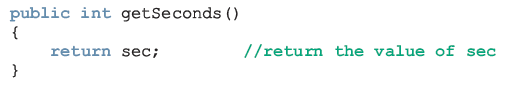 public int getSeconds()
{
    return sec;        //return the value of sec
}